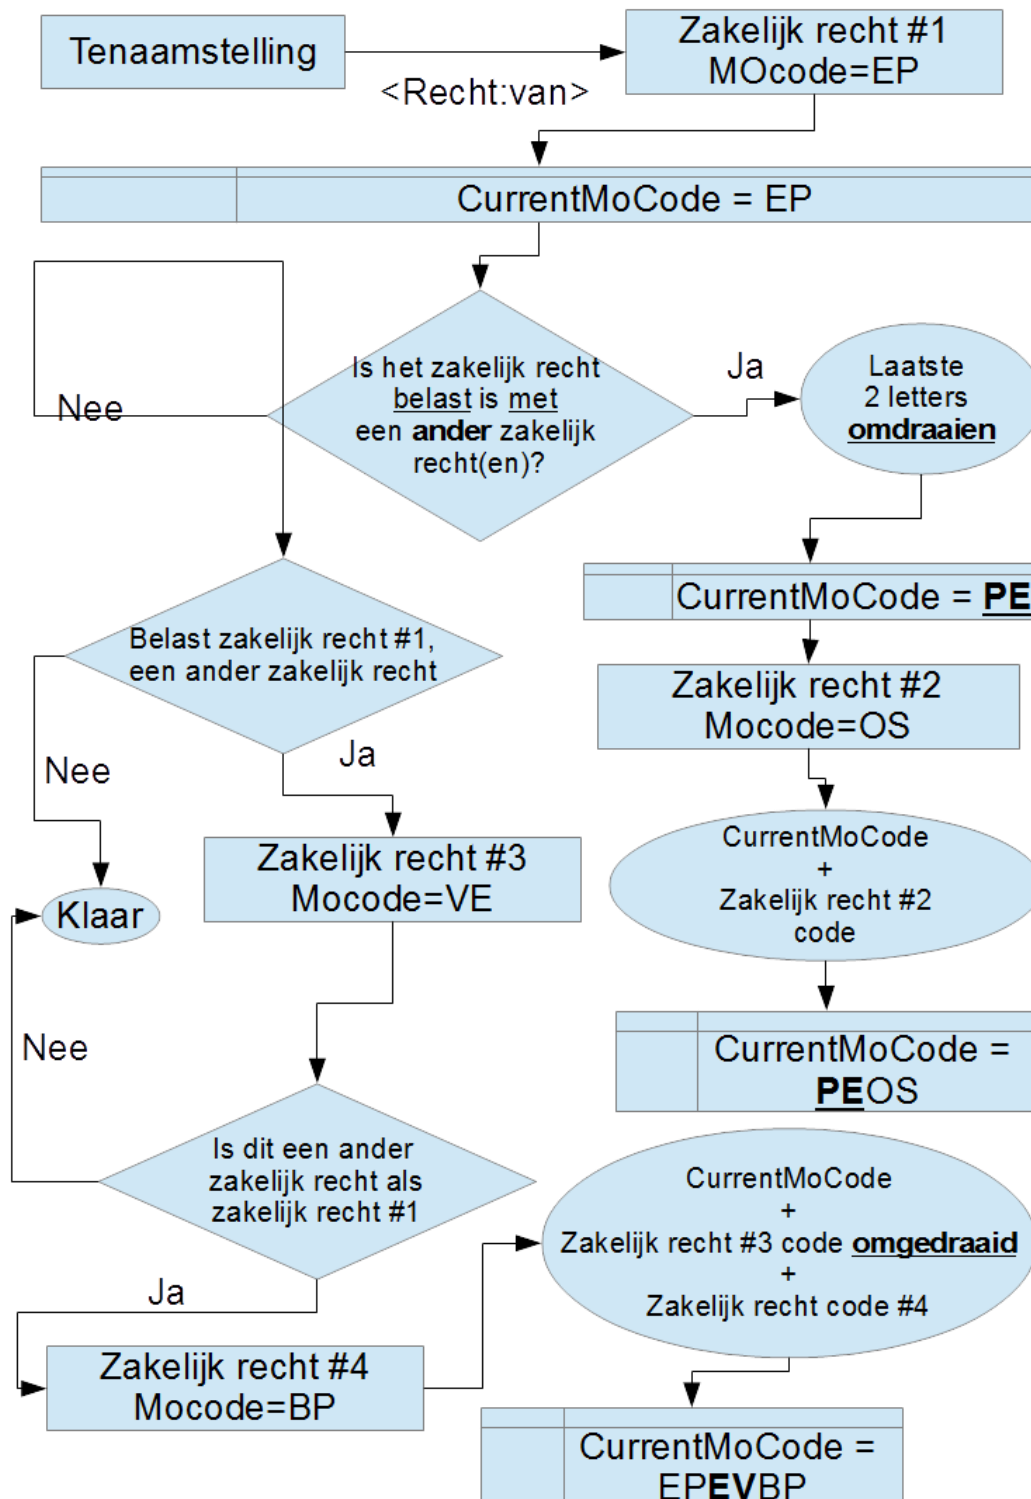 Tenaamstelling
Zakelijk recht #1
MOcode=EP
<Recht:van>
CurrentMoCode = EP
Is het zakelijk recht
belast is met
een ander zakelijk
recht(en)?
Ja
Laatste
2 letters
omdraaien
Nee
CurrentMoCode = PE
Belast zakelijk recht #1,
een ander zakelijk recht
Zakelijk recht #2
Mocode=OS
Nee
Ja
CurrentMoCode
+
Zakelijk recht #2
code
Zakelijk recht #3
Mocode=VE
Klaar
Nee
CurrentMoCode =
PEOS
Is dit een ander
zakelijk recht als
zakelijk recht #1
CurrentMoCode
+
Zakelijk recht #3 code omgedraaid
+
Zakelijk recht code #4
Ja
Zakelijk recht #4
Mocode=BP
CurrentMoCode =
EPEVBP